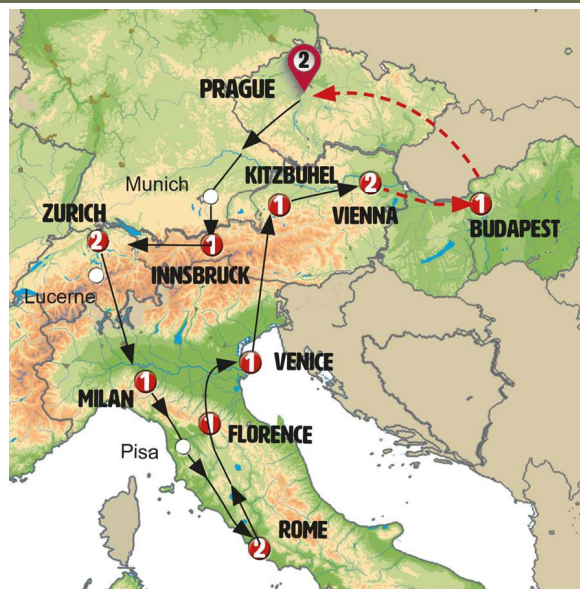 2
PRAGUE
Munich
KITZBUHEL
1
2
VIENNA
1
BUDAPEST
ZURICH
2
1
INNSBRUCK
Lucerne
1
VENICE
1
MILAN
1
FLORENCE
Pisa
ROME
2